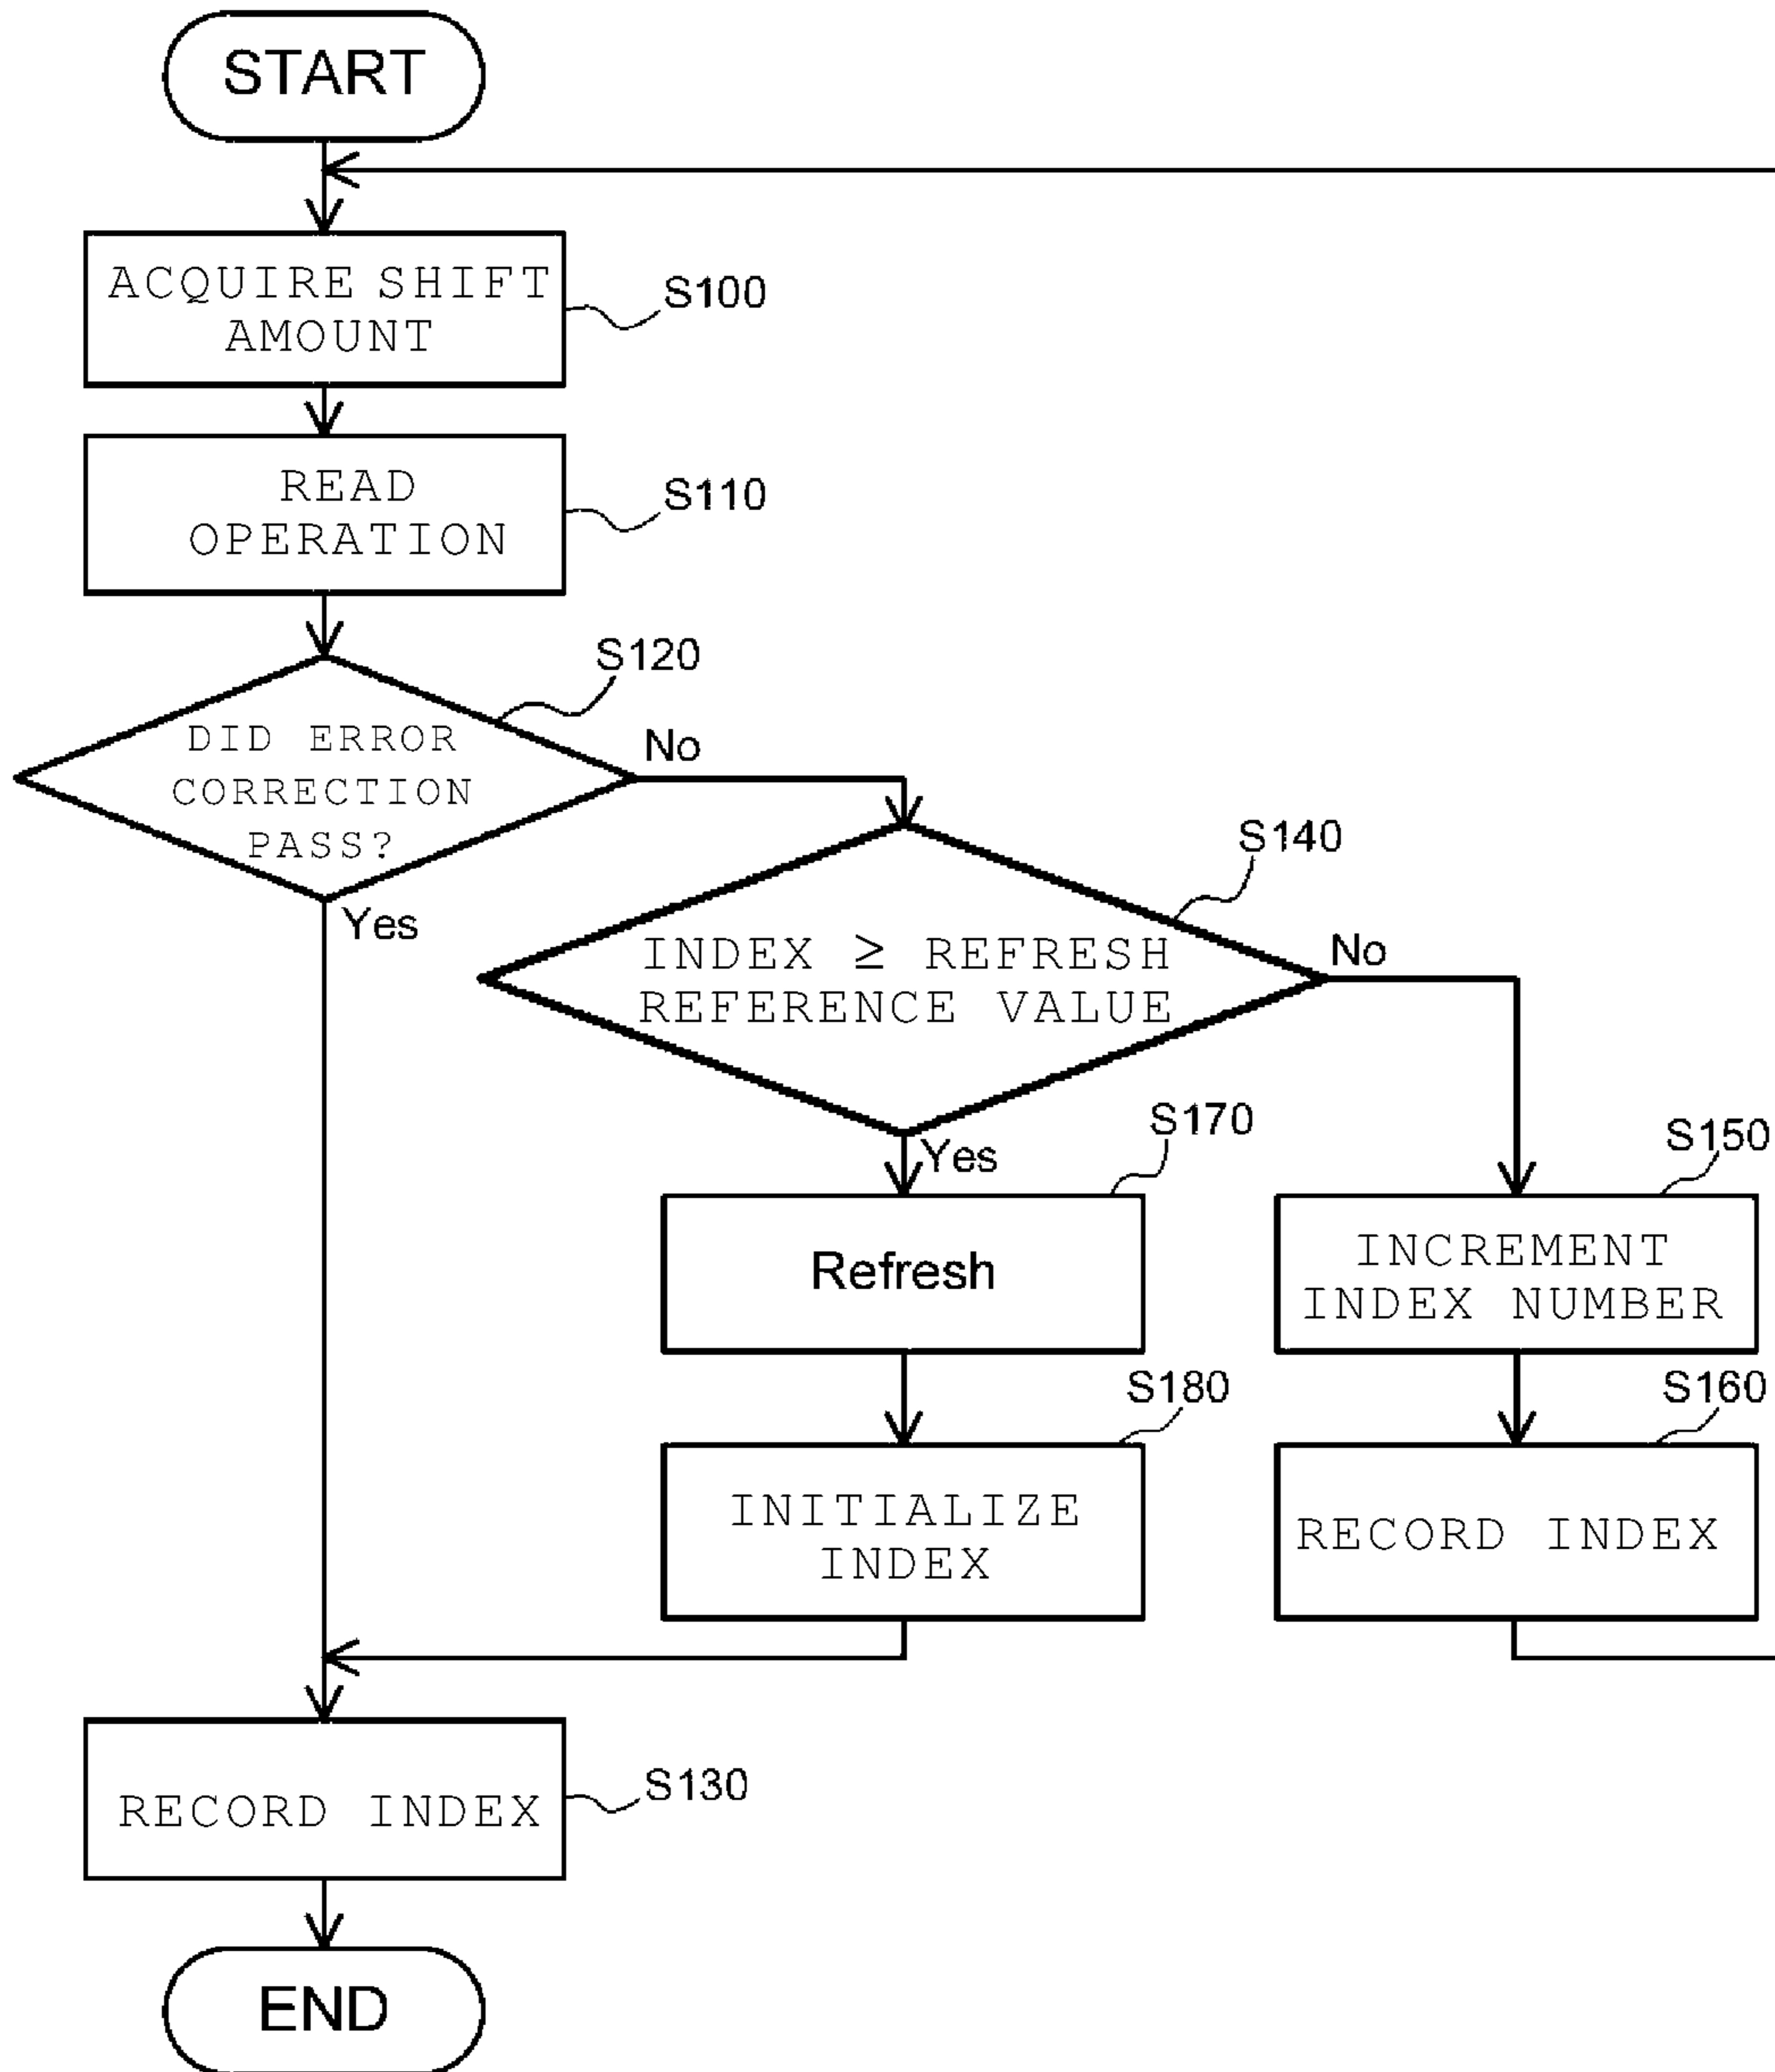 START
ACQUIRE SHIFT
AMOUNT
S100
READ
OPERATION
S110
S120
DID ERROR
CORRECTION
PASS?
No
Yes
S140
INDEX ≥ REFRESH
REFERENCE VALUE
No
Yes
S170
Refresh
S150
INCREMENT
INDEX NUMBER
S180
INITIALIZE
INDEX
S160
RECORD INDEX
RECORD INDEX
S130
END